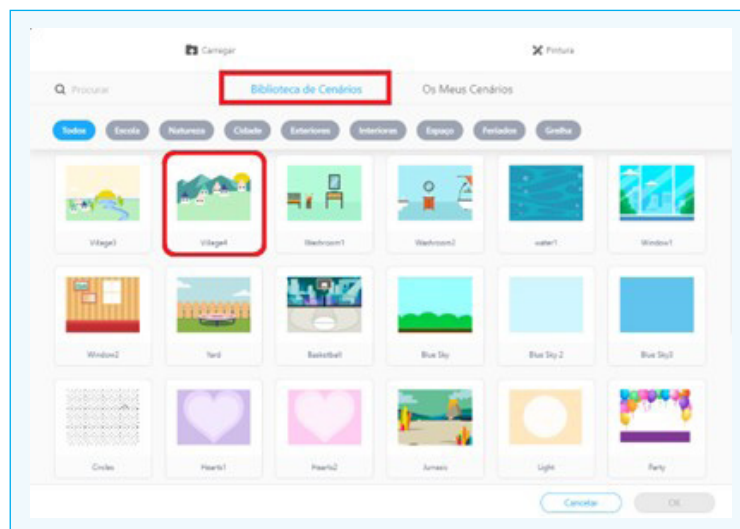 Carregar Pintura
Procurar Biblioteca de Cenários Os Meus Cenários
Todos Escola Natureza Cidade Exteriores Interiores Espaço Feriados Grelha
Village3 Village4 Washroom1 Washroom2 water1 Window1
Window2 Yard Basketball Blue Sky Blue Sky 2 Blue Sky3
Circles Hearts1 Hearts2 Jurassic Light Party
Cancelar OK